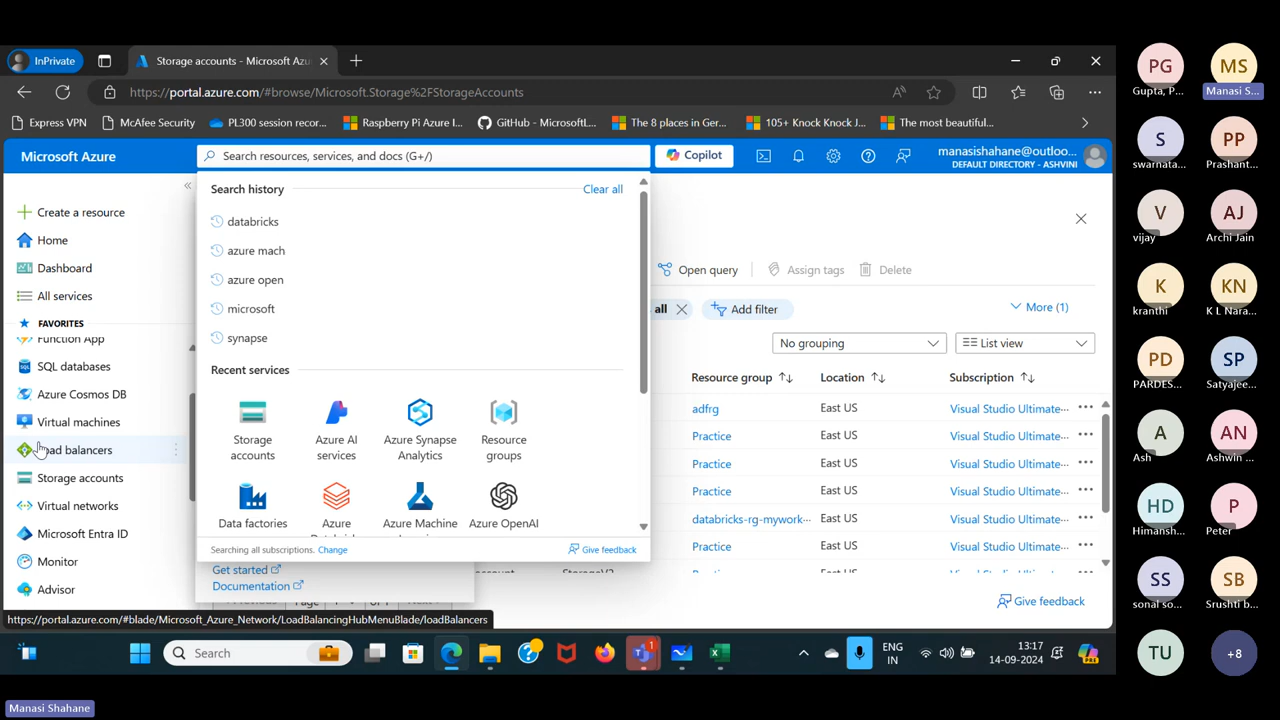 InPrivate
Storage accounts - Microsoft Azu
https://portal.azure.com/#browse/Microsoft.Storage%2FStorageAccounts
Express VPN
McAfee Security
PL300 session recor...
Raspberry Pi Azure I...
GitHub - MicrosoftL...
The 8 places in Ger...
105+ Knock Knock J...
The most beautiful...
Microsoft Azure
Search resources, services, and docs (G+/)
Copilot
manasishahane@outloo...
DEFAULT DIRECTORY - ASHVINI
Create a resource
Home
Dashboard
All services
FAVORITES
Function App
SQL databases
Azure Cosmos DB
Virtual machines
Load balancers
Storage accounts
Virtual networks
Microsoft Entra ID
Monitor
Advisor
Search history
Clear all
databricks
azure mach
azure open
microsoft
synapse
Recent services
Storage accounts
Azure AI services
Azure Synapse Analytics
Resource groups
Data factories
Azure
Azure Machine
Azure OpenAI
Searching all subscriptions. Change
Give feedback
Get started
Documentation
Page
Open query
Assign tags
Delete
all
Add filter
More (1)
No grouping
List view
Resource group
Location
Subscription
adfrg
East US
Visual Studio Ultimate...
Practice
East US
Visual Studio Ultimate...
Practice
East US
Visual Studio Ultimate...
Practice
East US
Visual Studio Ultimate...
databricks-rg-mywork...
East US
Visual Studio Ultimate...
Practice
East US
Visual Studio Ultimate...
Give feedback
https://portal.azure.com/#blade/Microsoft_Azure_Network/LoadBalancingHubMenuBlade/loadBalancers
Search
1
ENG
IN
13:17
14-09-2024
PRE
Manasi Shahane
PG
Gupta, P...
MS
Manasi S...
S
swarnata...
PP
Prashant...
V
vijay
AJ
Archi Jain
K
kranthi
KN
K L Nara...
PD
PARDES...
SP
Satyajee...
A
Ash
AN
Ashwin ...
HD
Himansh...
P
Peter
SS
sonal so...
SB
Srushti b...
TU
+8